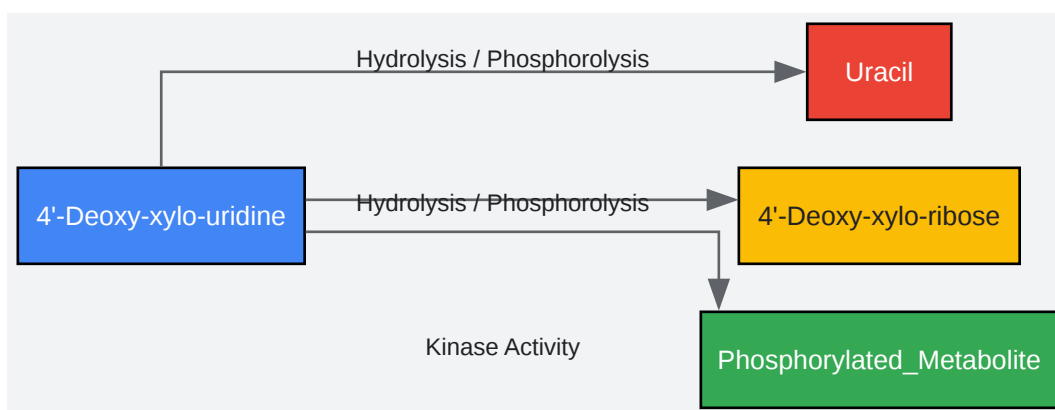 Hydrolysis / Phosphorolysis
Uracil
4'-Deoxy-xylo-uridine
Hydrolysis / Phosphorolysis
4'-Deoxy-xylo-ribose
Kinase Activity
Phosphorylated_Metabolite